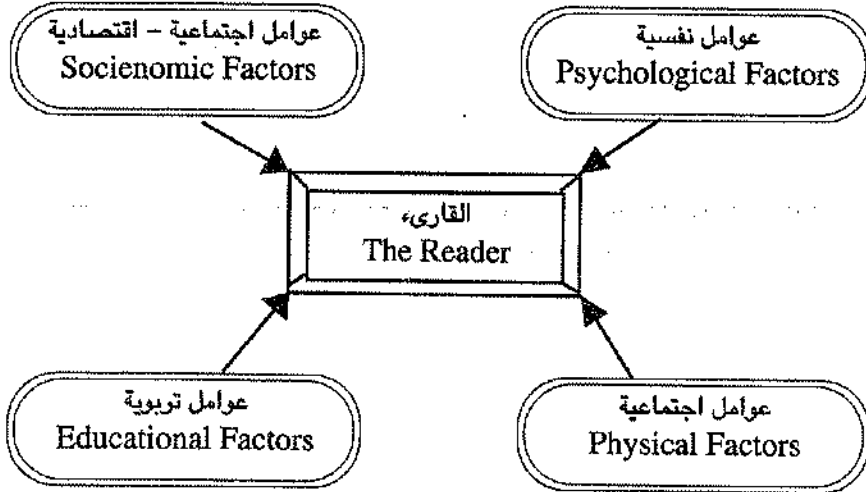 عوامل اجتماعية – اقتصادية
Socienomic Factors
عوامل نفسية
Psychological Factors
القارىء
The Reader
عوامل تربوية
Educational Factors
عوامل اجتماعية
Physical Factors